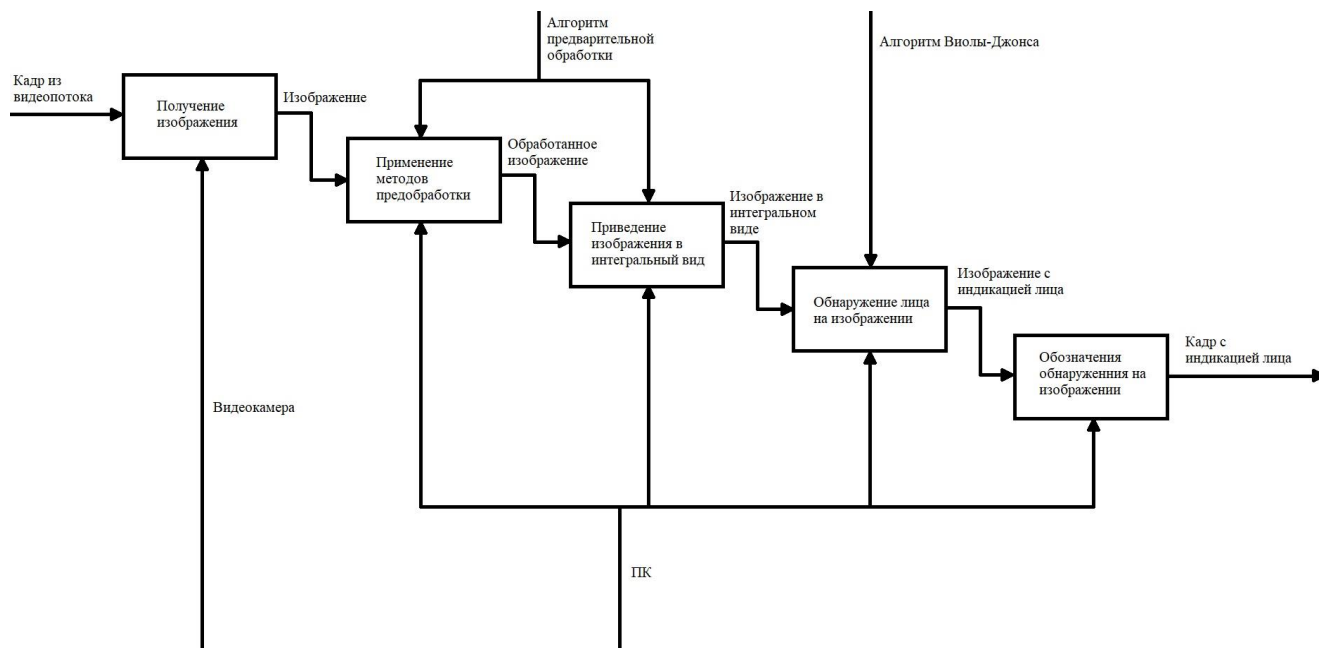 Алгоритм
предварительной
обработки
Алгоритм Виолы-Джонса
Кадр из
видеопотока
Получение
изображения
Изображение
Применение
методов
предобработки
Обработанное
изображение
Приведение
изображения в
интегральный вид
Изображение в
интегральном
виде
Обнаружение лица
на изображении
Изображение с
индикацией лица
Обозначения
обнаруженния на
изображении
Кадр с
индикацией лица
Видеокамера
ПК